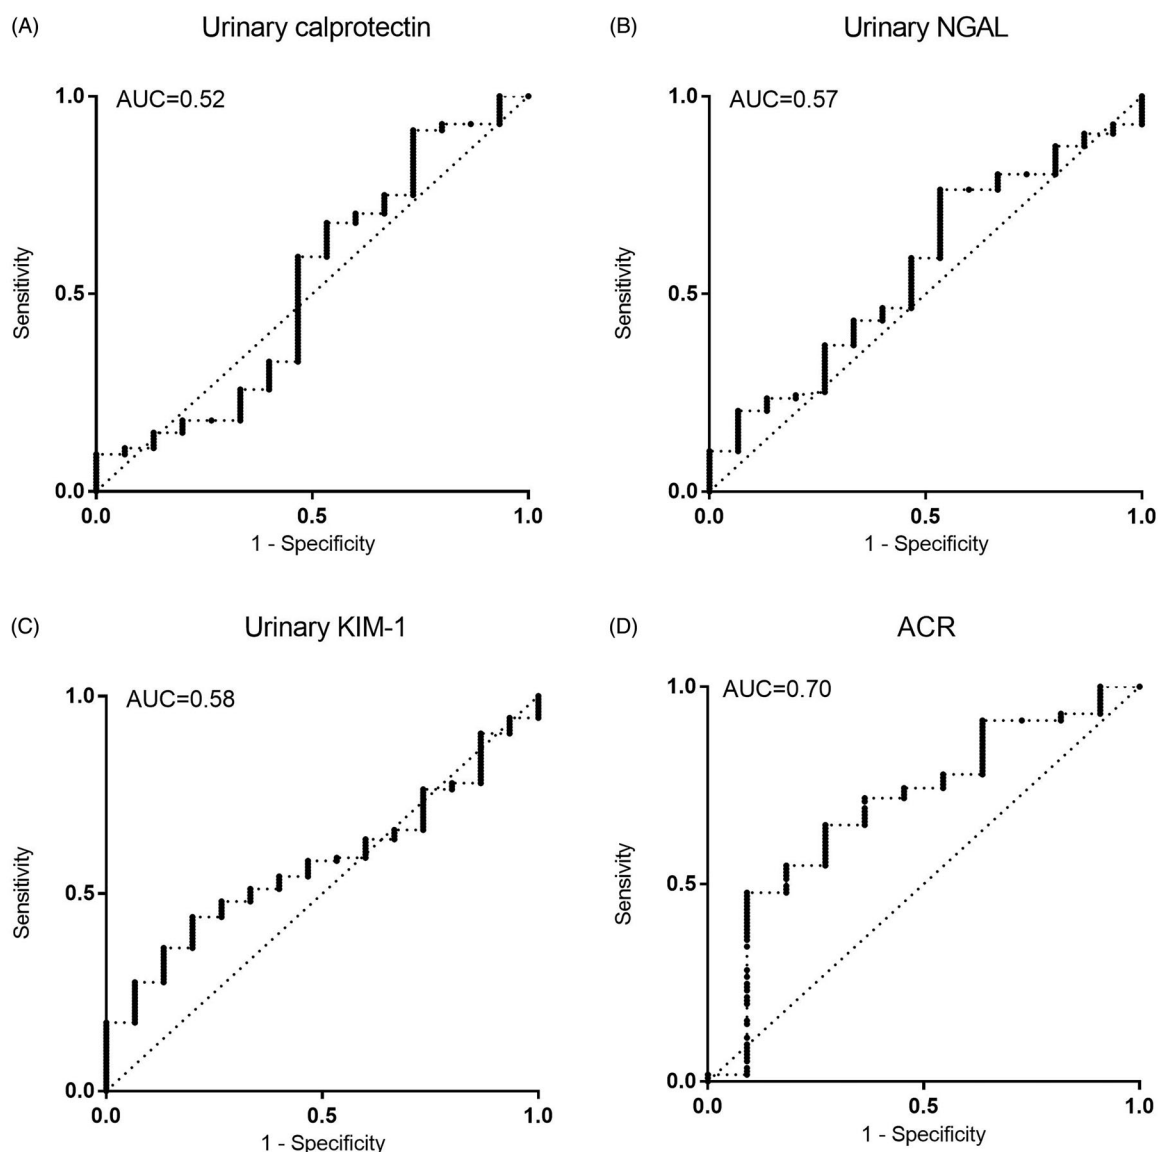 (A) Urinary calprotectin
AUC=0.52
1.0
0.5
0.0
Sensitivity
0.0 0.5 1.0
1 - Specificity
(B) Urinary NGAL
AUC=0.57
1.0
0.5
0.0
Sensitivity
0.0 0.5 1.0
1 - Specificity
(C) Urinary KIM-1
AUC=0.58
1.0
0.5
0.0
Sensitivity
0.0 0.5 1.0
1 - Specificity
(D) ACR
AUC=0.70
1.0
0.5
0.0
Sensivity
0.0 0.5 1.0
1 - Specificity